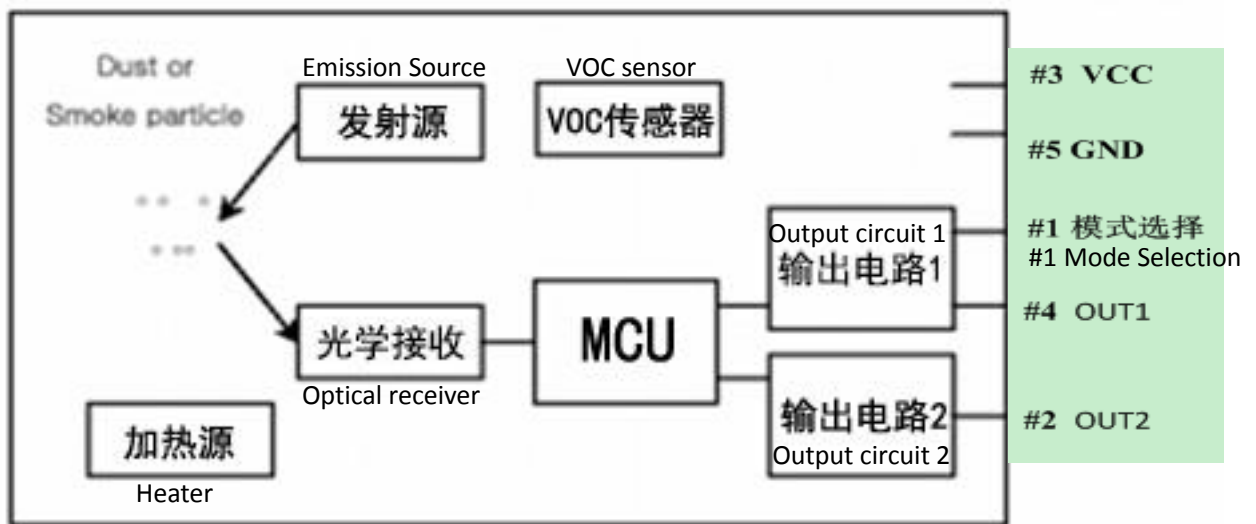 Dust or
Smoke particle
Emission Source
发射源
VOC sensor
VOC传感器
#3 VCC
#5 GND
Output circuit 1
输出电路1
#1 模式选择
#1 Mode Selection
#4 OUT1
光学接收
Optical receiver
MCU
输出电路2
Output circuit 2
#2 OUT2
加热源
Heater